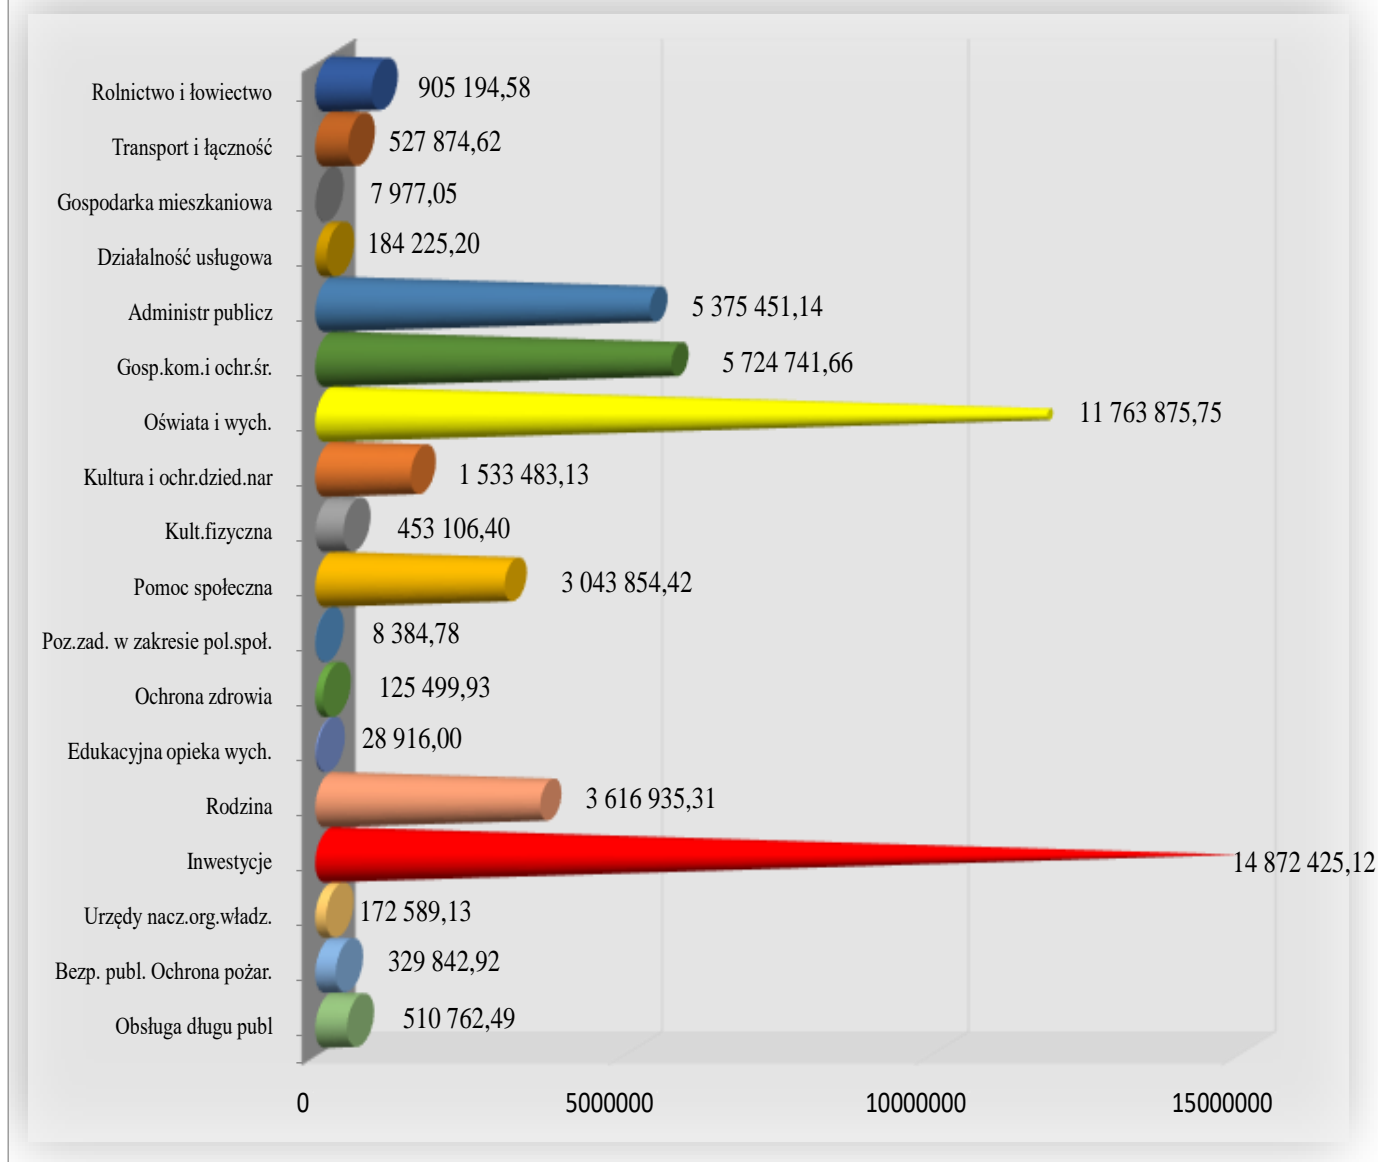 Rolnictwo i łowiectwo 905 194,58
Transport i łączność 527 874,62
Gospodarka mieszkaniowa 7 977,05
Działalność usługowa 184 225,20
Administr publicz 5 375 451,14
Gosp.kom.i ochr.śr. 5 724 741,66
Oświata i wych. 11 763 875,75
Kultura i ochr.dzied.nar 1 533 483,13
Kult.fizyczna 453 106,40
Pomoc społeczna 3 043 854,42
Poz.zad. w zakresie pol.społ. 8 384,78
Ochrona zdrowia 125 499,93
Edukacyjna opieka wych. 28 916,00
Rodzina 3 616 935,31
Inwestycje 14 872 425,12
Urzędy nacz.org.władz. 172 589,13
Bezp. publ. Ochrona pożar. 329 842,92
Obsługa długu publ 510 762,49
0 5000000 10000000 15000000